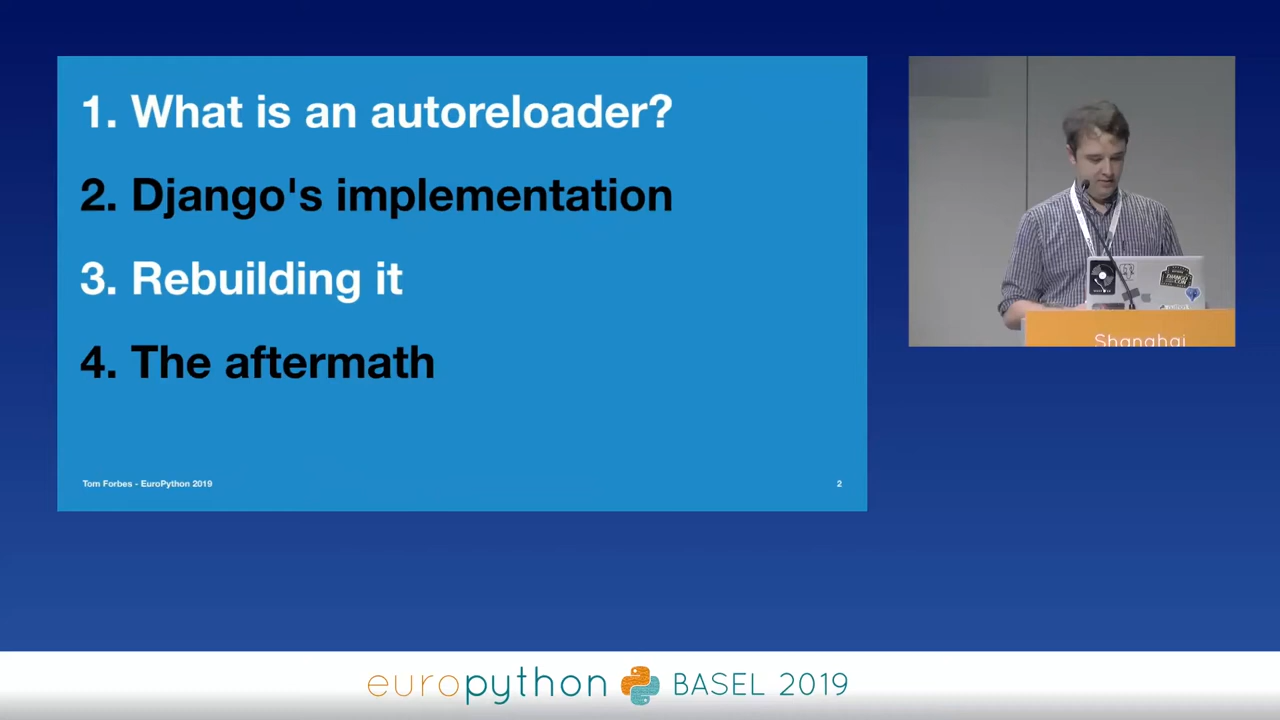 1. What is an autoreloader?
2. Django's implementation
3. Rebuilding it
4. The aftermath
Tom Forbes - EuroPython 2019
2
Shanghai
europython BASEL 2019